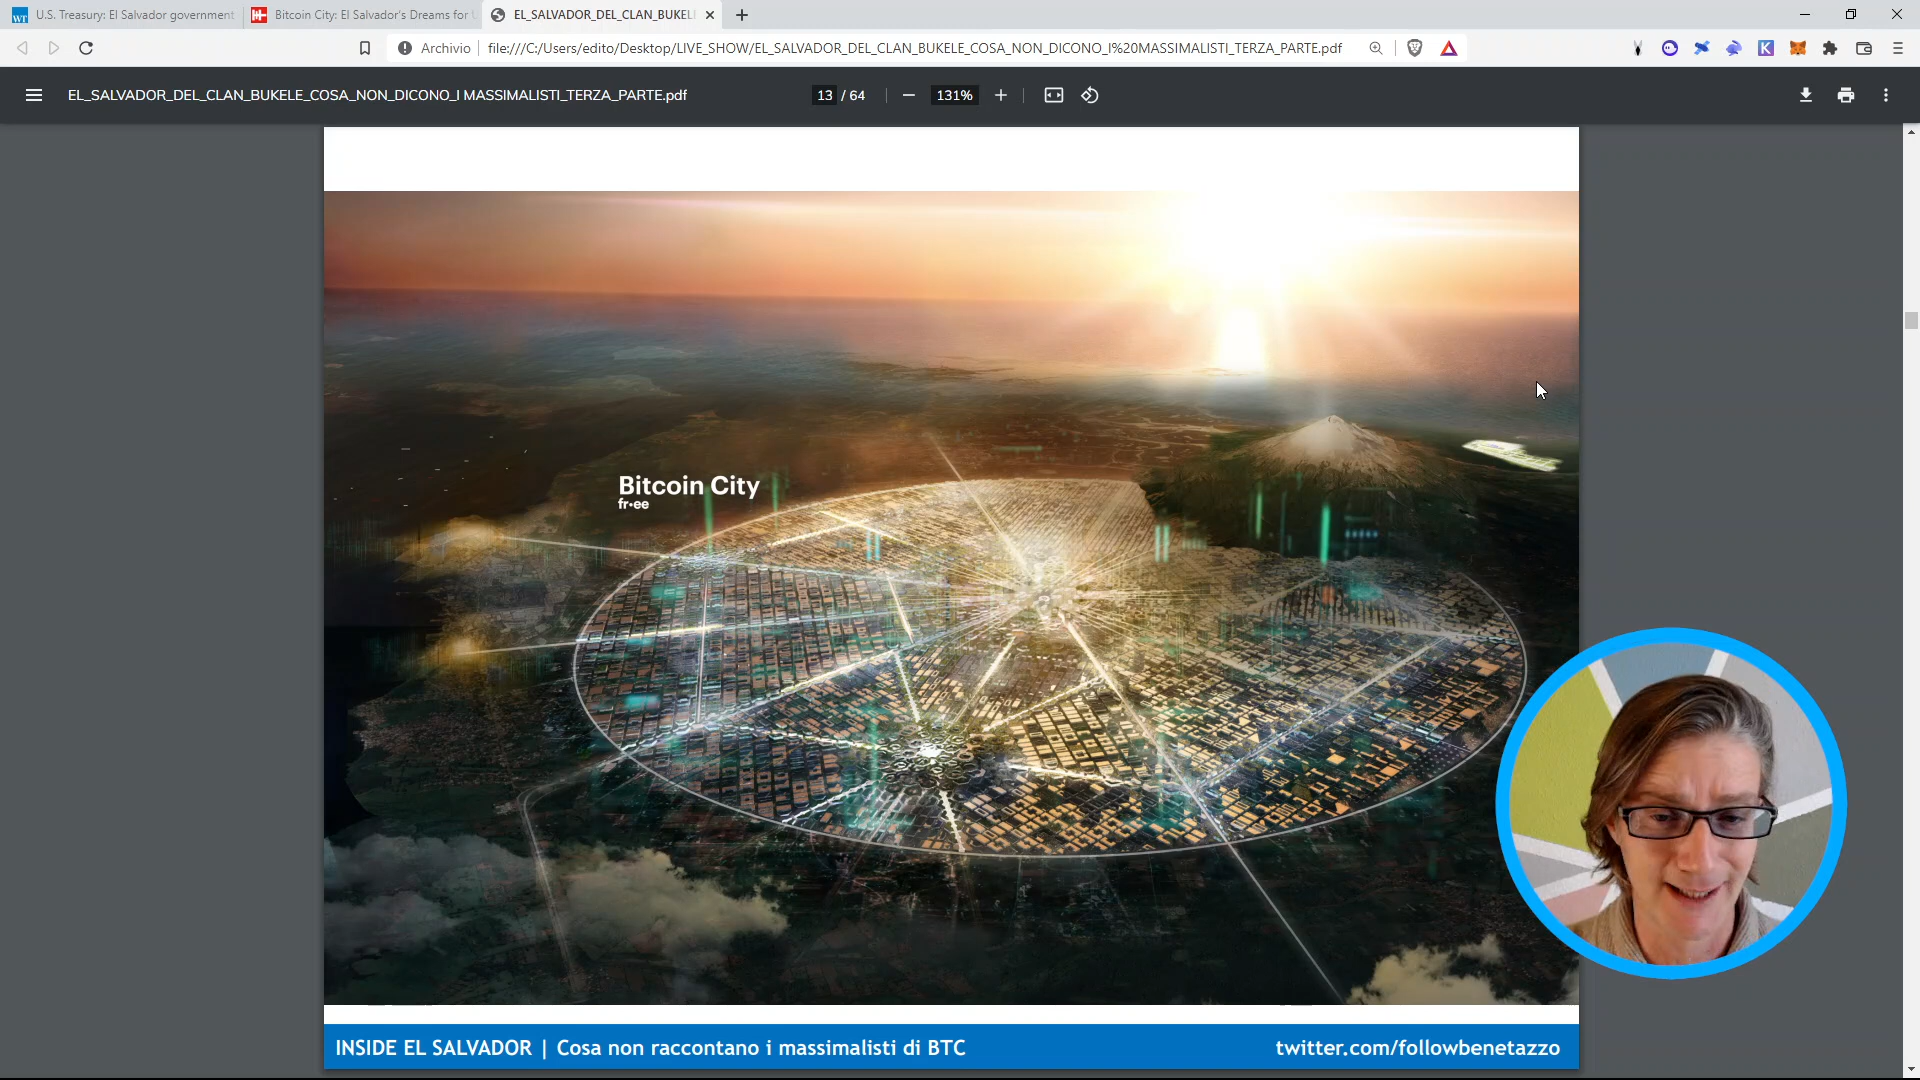 U.S. Treasury: El Salvador government
Bitcoin City: El Salvador's Dreams for
EL_SALVADOR_DEL_CLAN_BUKEL
Archivio
file:///C:/Users/edito/Desktop/LIVE_SHOW/EL_SALVADOR_DEL_CLAN_BUKELE_COSA_NON_DICONO_I%20MASSIMALISTI_TERZA_PARTE.pdf
EL_SALVADOR_DEL_CLAN_BUKELE_COSA_NON_DICONO_I MASSIMALISTI_TERZA_PARTE.pdf
13 / 64
131%
Bitcoin City
fr•ee
INSIDE EL SALVADOR | Cosa non raccontano i massimalisti di BTC
twitter.com/followbenetazzo